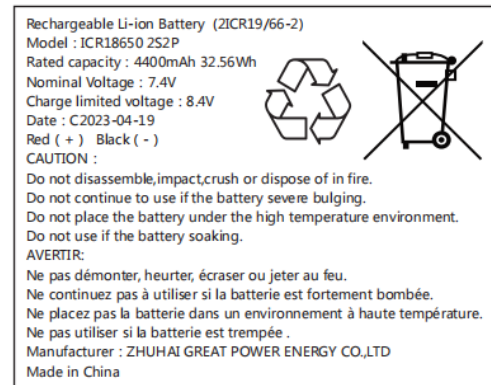 Rechargeable Li-ion Battery (2ICR19/66-2)
Model : ICR18650 2S2P
Rated capacity : 4400mAh 32.56Wh
Nominal Voltage : 7.4V
Charge limited voltage : 8.4V
Date : C2023-04-19
Red ( + )   Black ( - )
CAUTION :
Do not disassemble,impact,crush or dispose of in fire.
Do not continue to use if the battery severe bulging.
Do not place the battery under the high temperature environment.
Do not use if the battery soaking.
AVERTIR:
Ne pas démonter, heurter, écraser ou jeter au feu.
Ne continuez pas à utiliser si la batterie est fortement bombée.
Ne placez pas la batterie dans un environnement à haute température.
Ne pas utiliser si la batterie est trempée .
Manufacturer : ZHUHAI GREAT POWER ENERGY CO.,LTD
Made in China